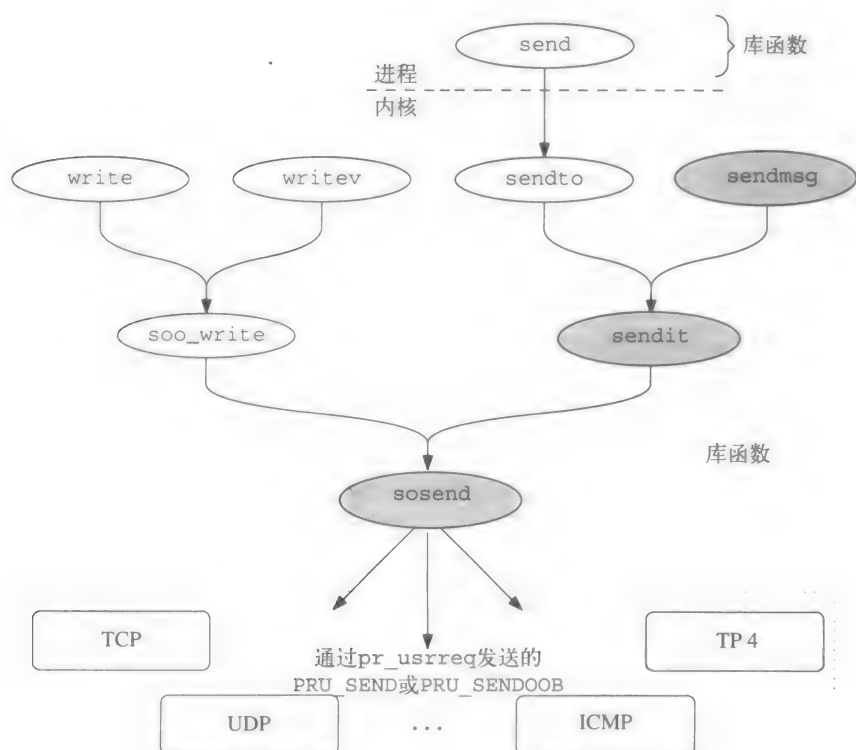 send
库函数
进程
内核
write
writev
sendto
sendmsg
soo_write
sendit
库函数
sosend
TCP
TP 4
通过pr_usrreq发送的
PRU_SEND或PRU_SENDOOB
UDP
...
ICMP